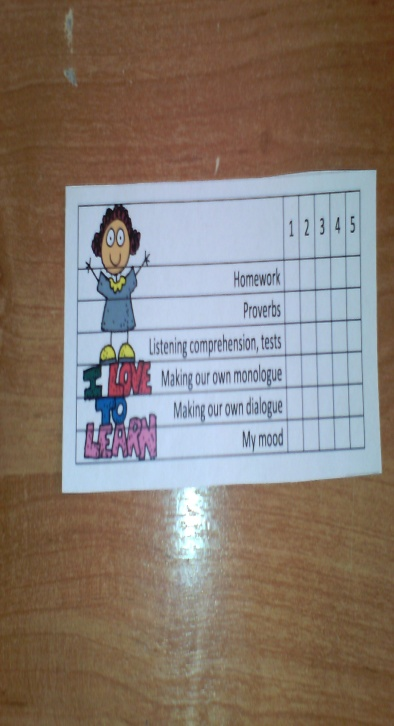 1 2 3 4 5
Homework
Proverbs
Listening comprehension, tests
Making our own monologue
Making our own dialogue
My mood
I LOVE
TO
LEARN